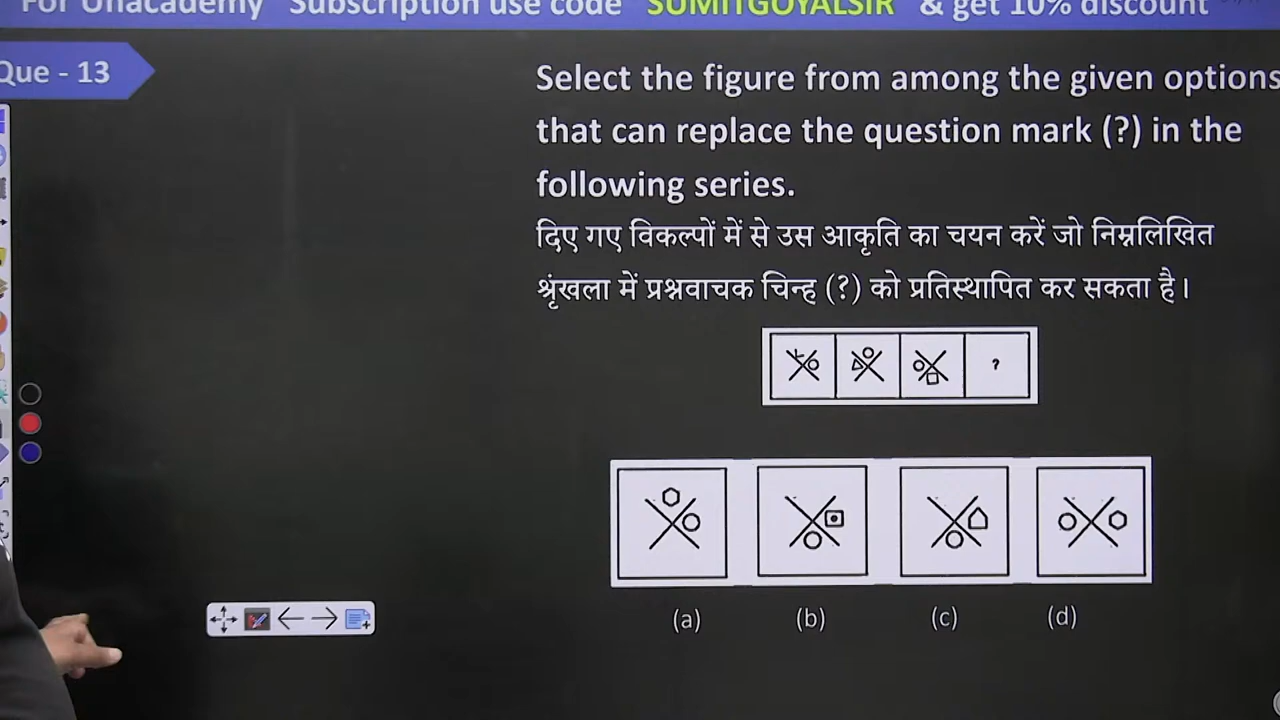 For Unacademy Subscription use code SUMITGOYALSIR & get 10% discount
Que - 13
Select the figure from among the given options
that can replace the question mark (?) in the
following series.
दिए गए विकल्पों में से उस आकृति का चयन करें जो निम्नलिखित
श्रृंखला में प्रश्नवाचक चिन्ह (?) को प्रतिस्थापित कर सकता है।
?
(a) (b) (c) (d)